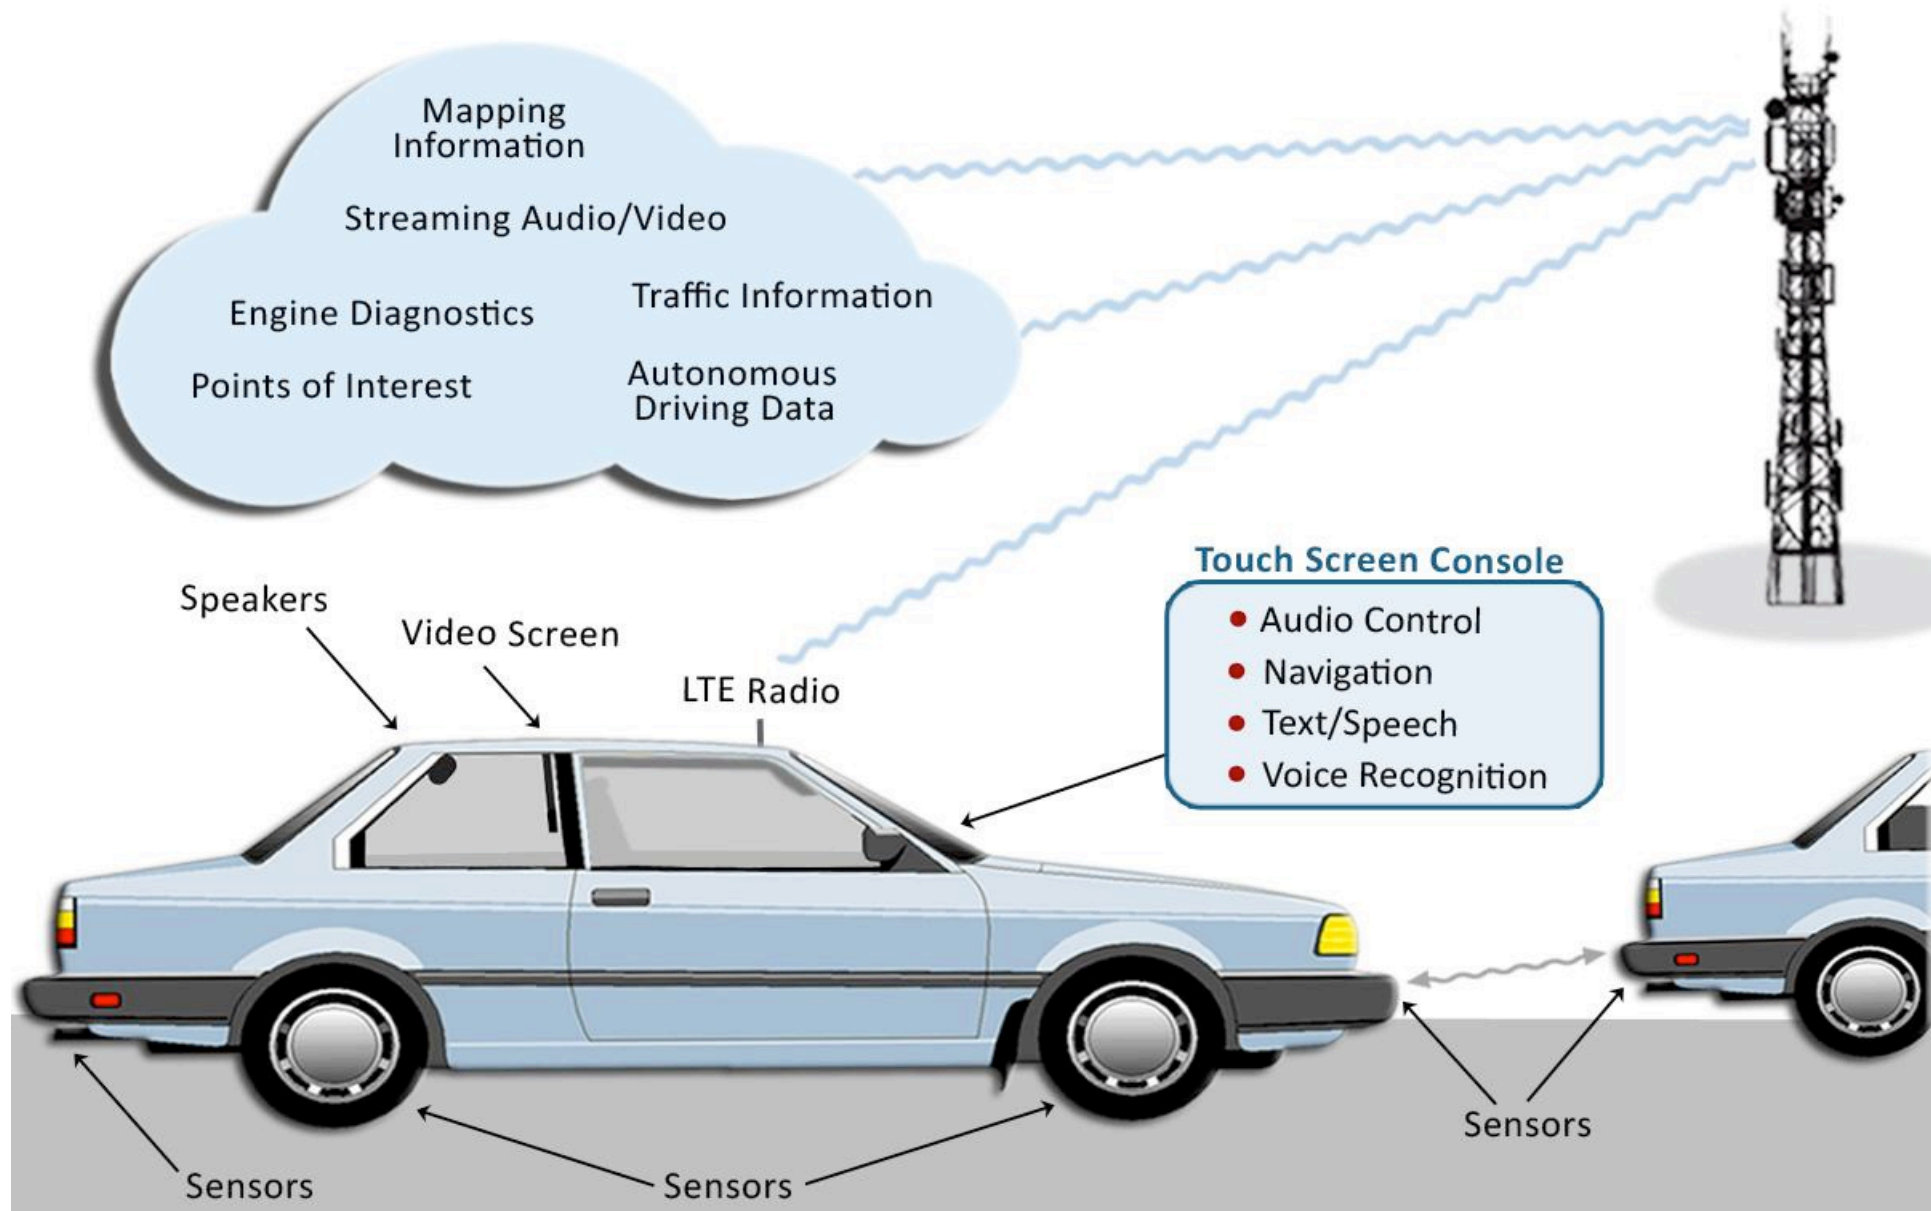 Mapping
Information
Streaming Audio/Video
Traffic Information
Engine Diagnostics
Autonomous
Driving Data
Points of Interest
Touch Screen Console
Audio Control
Navigation
Text/Speech
Voice Recognition
Speakers
Video Screen
LTE Radio
Sensors
Sensors
Sensors